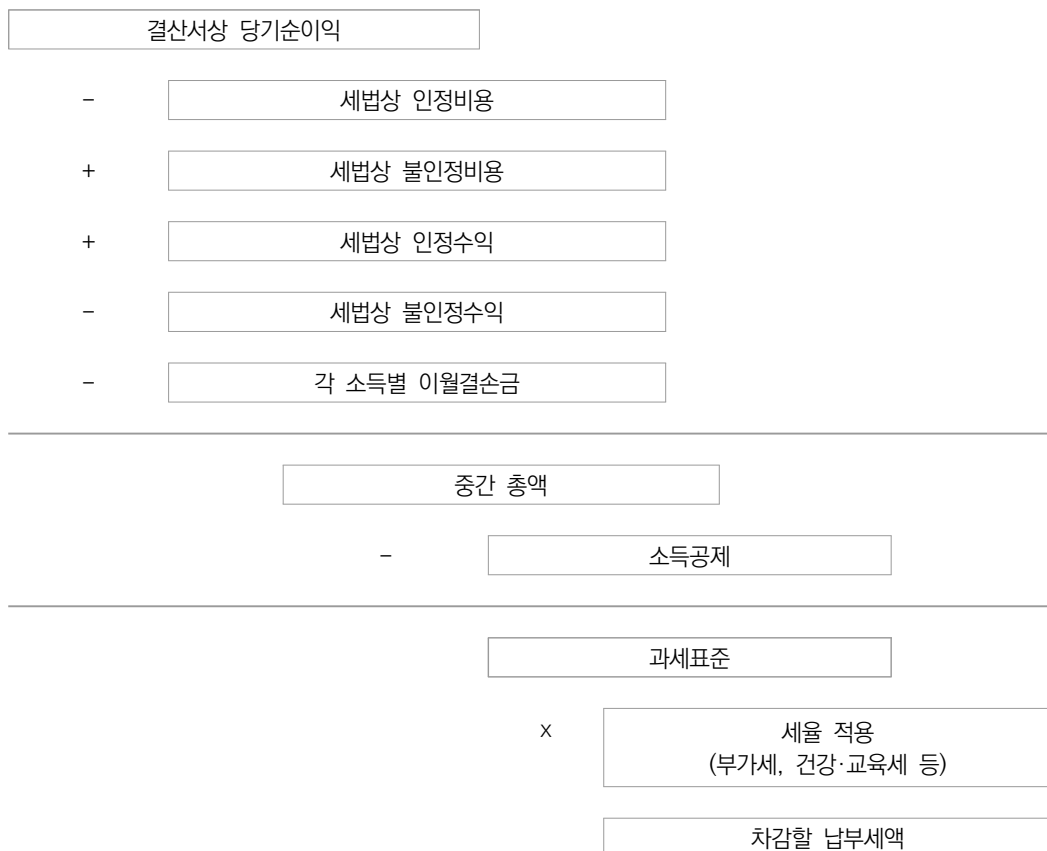 결산서상 당기순이익
- 세법상 인정비용
+ 세법상 불인정비용
+ 세법상 인정수익
- 세법상 불인정수익
- 각 소득별 이월결손금
중간 총액
- 소득공제
과세표준
x 세율 적용
(부가세, 건강·교육세 등)
차감할 납부세액